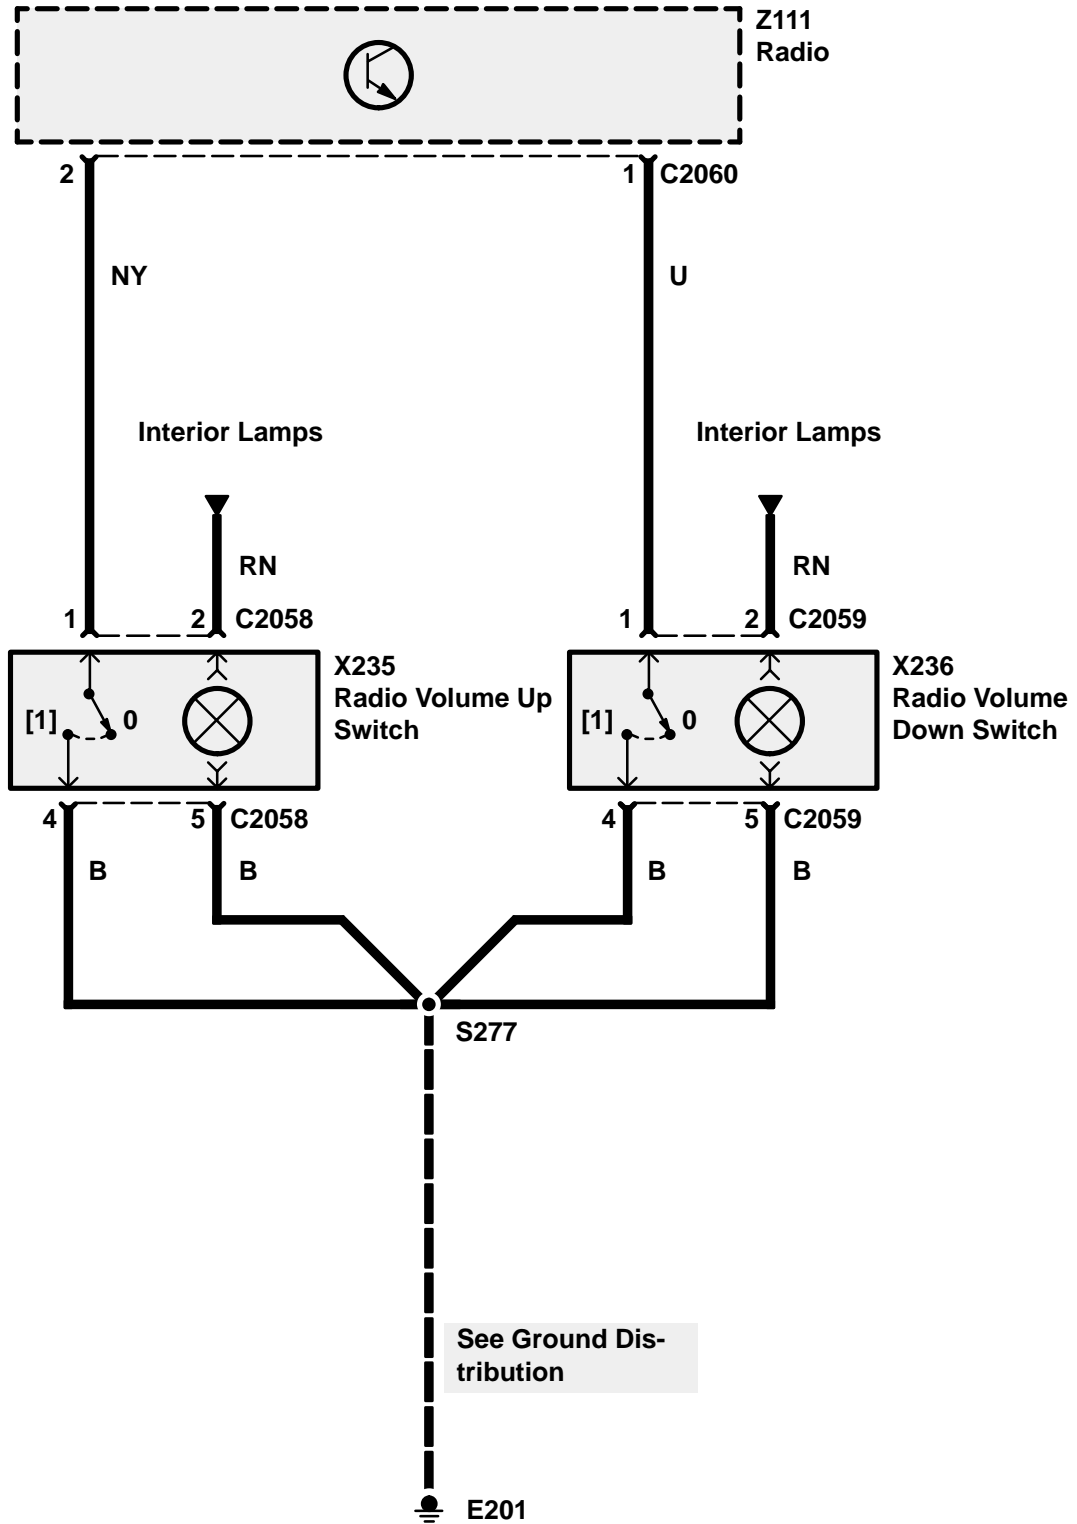 Z111
Radio
2
1 C2060
NY
U
Interior Lamps
Interior Lamps
RN
RN
1
2 C2058
1
2 C2059
X235
Radio Volume Up
Switch
[1]
0
X236
Radio Volume
Down Switch
[1]
0
4
5 C2058
4
5 C2059
B
B
B
B
S277
See Ground Dis-
tribution
E201